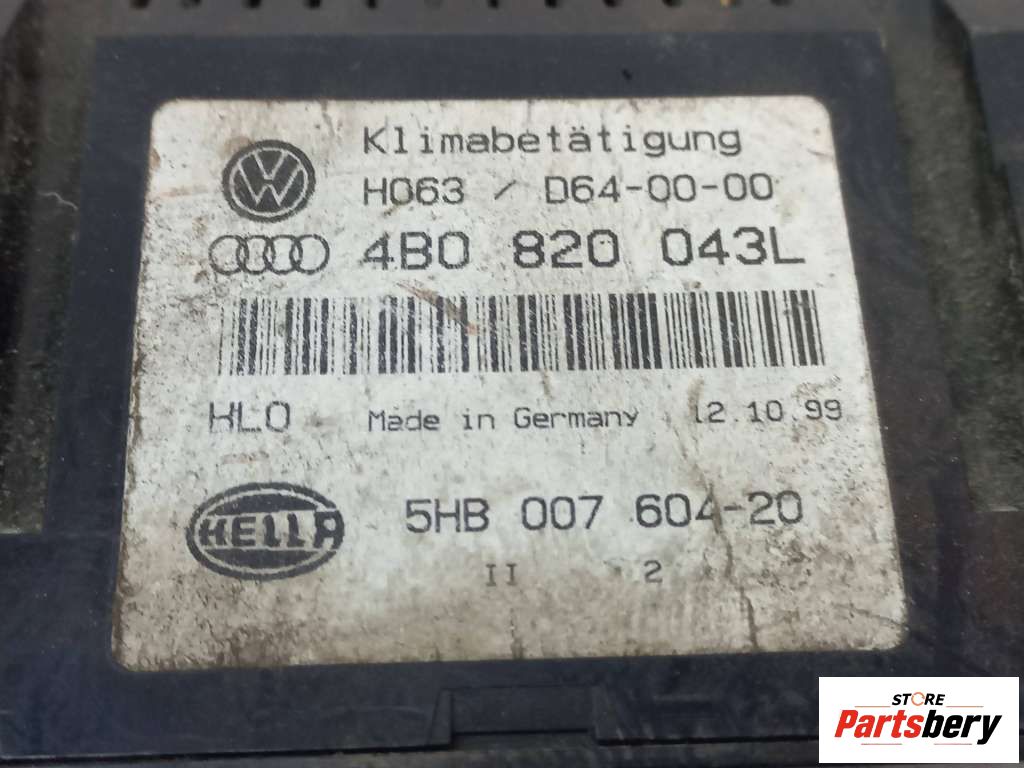 Klimabetätigung
H063 / D64-00-00
4B0 820 043L
HLO Made in Germany 12.10.99
HELLA 5HB 007 604-20
II 2
STORE
Partsbery